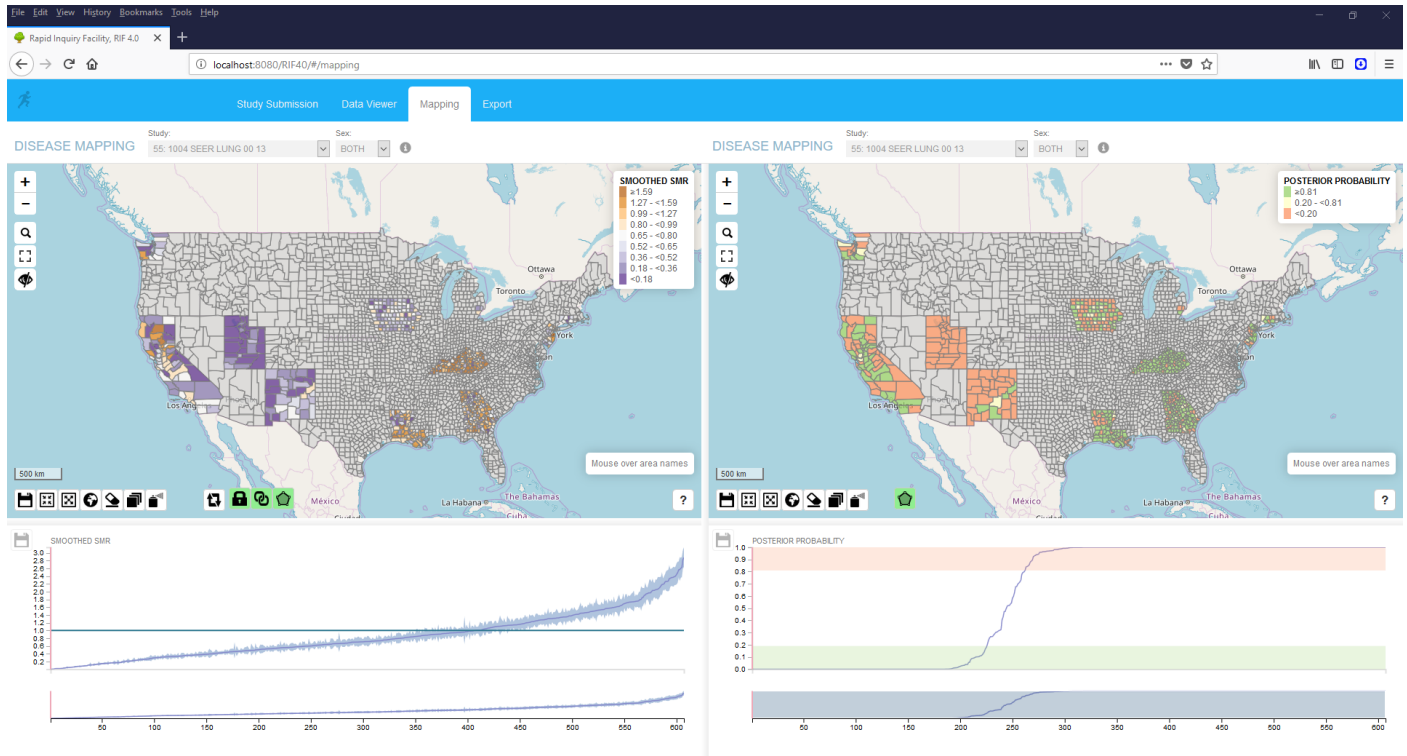 File Edit View History Bookmarks Tools Help
Rapid Inquiry Facility, RIF 4.0
localhost:8080/RIF40/#/mapping
Study Submission Data Viewer Mapping Export
DISEASE MAPPING
Study:
55: 1004 SEER LUNG 00 13
Sex:
BOTH
SMOOTHED SMR
≥1.59
1.27 - <1.59
0.99 - <1.27
0.80 - <0.99
0.65 - <0.80
0.52 - <0.65
0.36 - <0.52
0.18 - <0.36
<0.18
Ottawa
Toronto
York
Los Ang
500 km
Mouse over area names
México
La Habana
The Bahamas
Cuba
?
DISEASE MAPPING
Study:
55: 1004 SEER LUNG 00 13
Sex:
BOTH
POSTERIOR PROBABILITY
≥0.81
0.20 - <0.81
<0.20
Ottawa
Toronto
York
Los Ang
500 km
Mouse over area names
México
La Habana
The Bahamas
Cuba
?
SMOOTHED SMR
3.0
2.8
2.6
2.4
2.2
2.0
1.8
1.6
1.4
1.2
1.0
0.8
0.6
0.4
0.2
50 100 150 200 250 300 350 400 450 500 550 600
POSTERIOR PROBABILITY
1.0
0.9
0.8
0.7
0.6
0.5
0.4
0.3
0.2
0.1
0.0
50 100 150 200 250 300 350 400 450 500 550 600